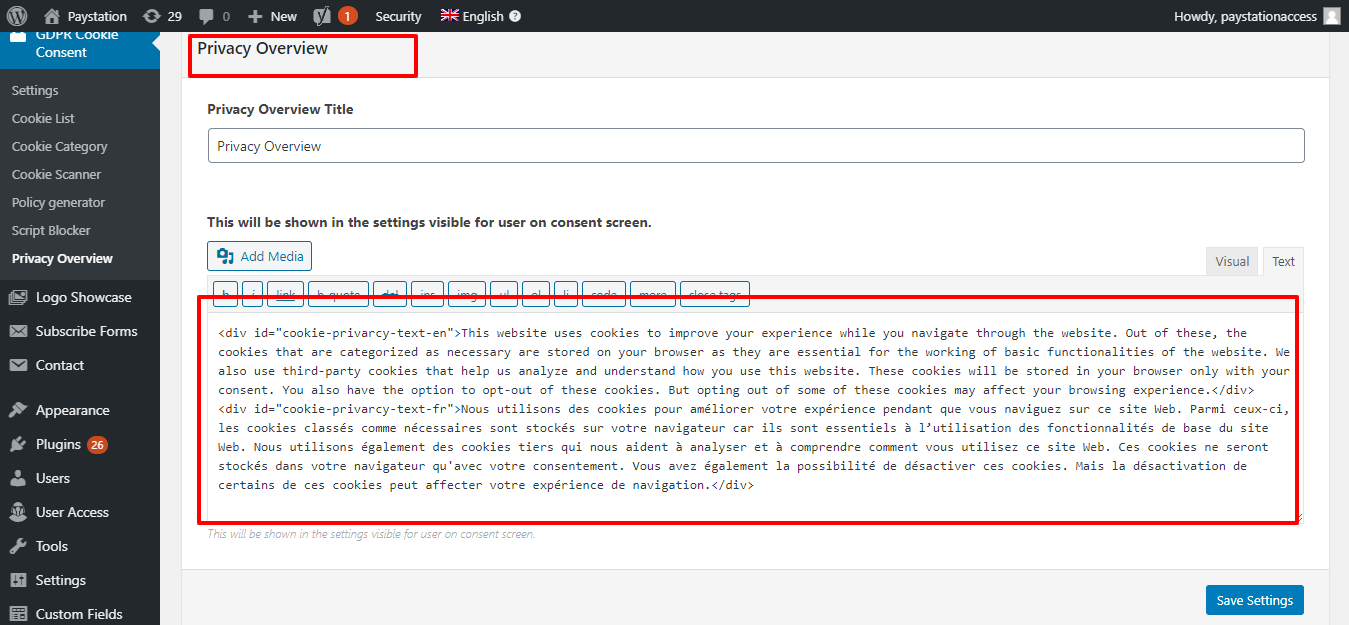 Paystation 29 0 New 1 Security English Howdy, paystationaccess
GDPR Cookie
Consent
Settings
Cookie List
Cookie Category
Cookie Scanner
Policy generator
Script Blocker
Privacy Overview
Logo Showcase
Subscribe Forms
Contact
Appearance
Plugins 26
Users
User Access
Tools
Settings
Custom Fields
Privacy Overview
Privacy Overview Title
Privacy Overview
This will be shown in the settings visible for user on consent screen.
Add Media
Visual Text
b i link b-quote del ins img ul ol li code more close tags
<div id="cookie-privarcy-text-en">This website uses cookies to improve your experience while you navigate through the website. Out of these, the
cookies that are categorized as necessary are stored on your browser as they are essential for the working of basic functionalities of the website. We
also use third-party cookies that help us analyze and understand how you use this website. These cookies will be stored in your browser only with your
consent. You also have the option to opt-out of these cookies. But opting out of some of these cookies may affect your browsing experience.</div>
<div id="cookie-privarcy-text-fr">Nous utilisons des cookies pour améliorer votre expérience pendant que vous naviguez sur ce site Web. Parmi ceux-ci,
les cookies classés comme nécessaires sont stockés sur votre navigateur car ils sont essentiels à l’utilisation des fonctionnalités de base du site
Web. Nous utilisons également des cookies tiers qui nous aident à analyser et à comprendre comment vous utilisez ce site Web. Ces cookies ne seront
stockés dans votre navigateur qu'avec votre consentement. Vous avez également la possibilité de désactiver ces cookies. Mais la désactivation de
certains de ces cookies peut affecter votre expérience de navigation.</div>
This will be shown in the settings visible for user on consent screen.
Save Settings